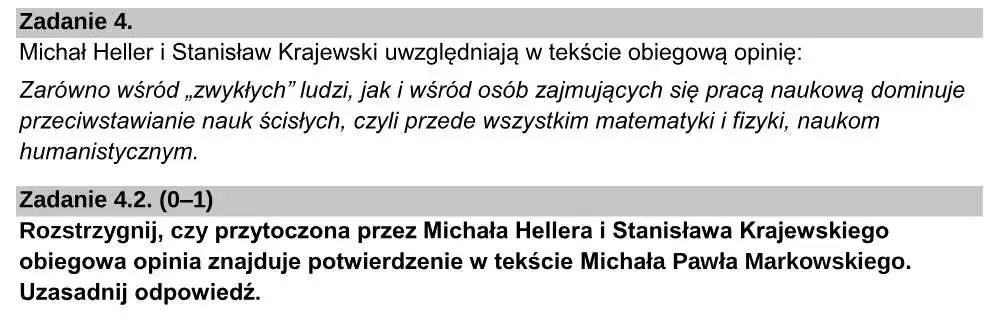 Zadanie 4.
Michał Heller i Stanisław Krajewski uwzględniają w tekście obiegową opinię:
Zarówno wśród „zwykłych” ludzi, jak i wśród osób zajmujących się pracą naukową dominuje
przeciwstawianie nauk ścisłych, czyli przede wszystkim matematyki i fizyki, naukom
humanistycznym.
Zadanie 4.2. (0–1)
Rozstrzygnij, czy przytoczona przez Michała Hellera i Stanisława Krajewskiego
obiegowa opinia znajduje potwierdzenie w tekście Michała Pawła Markowskiego.
Uzasadnij odpowiedź.